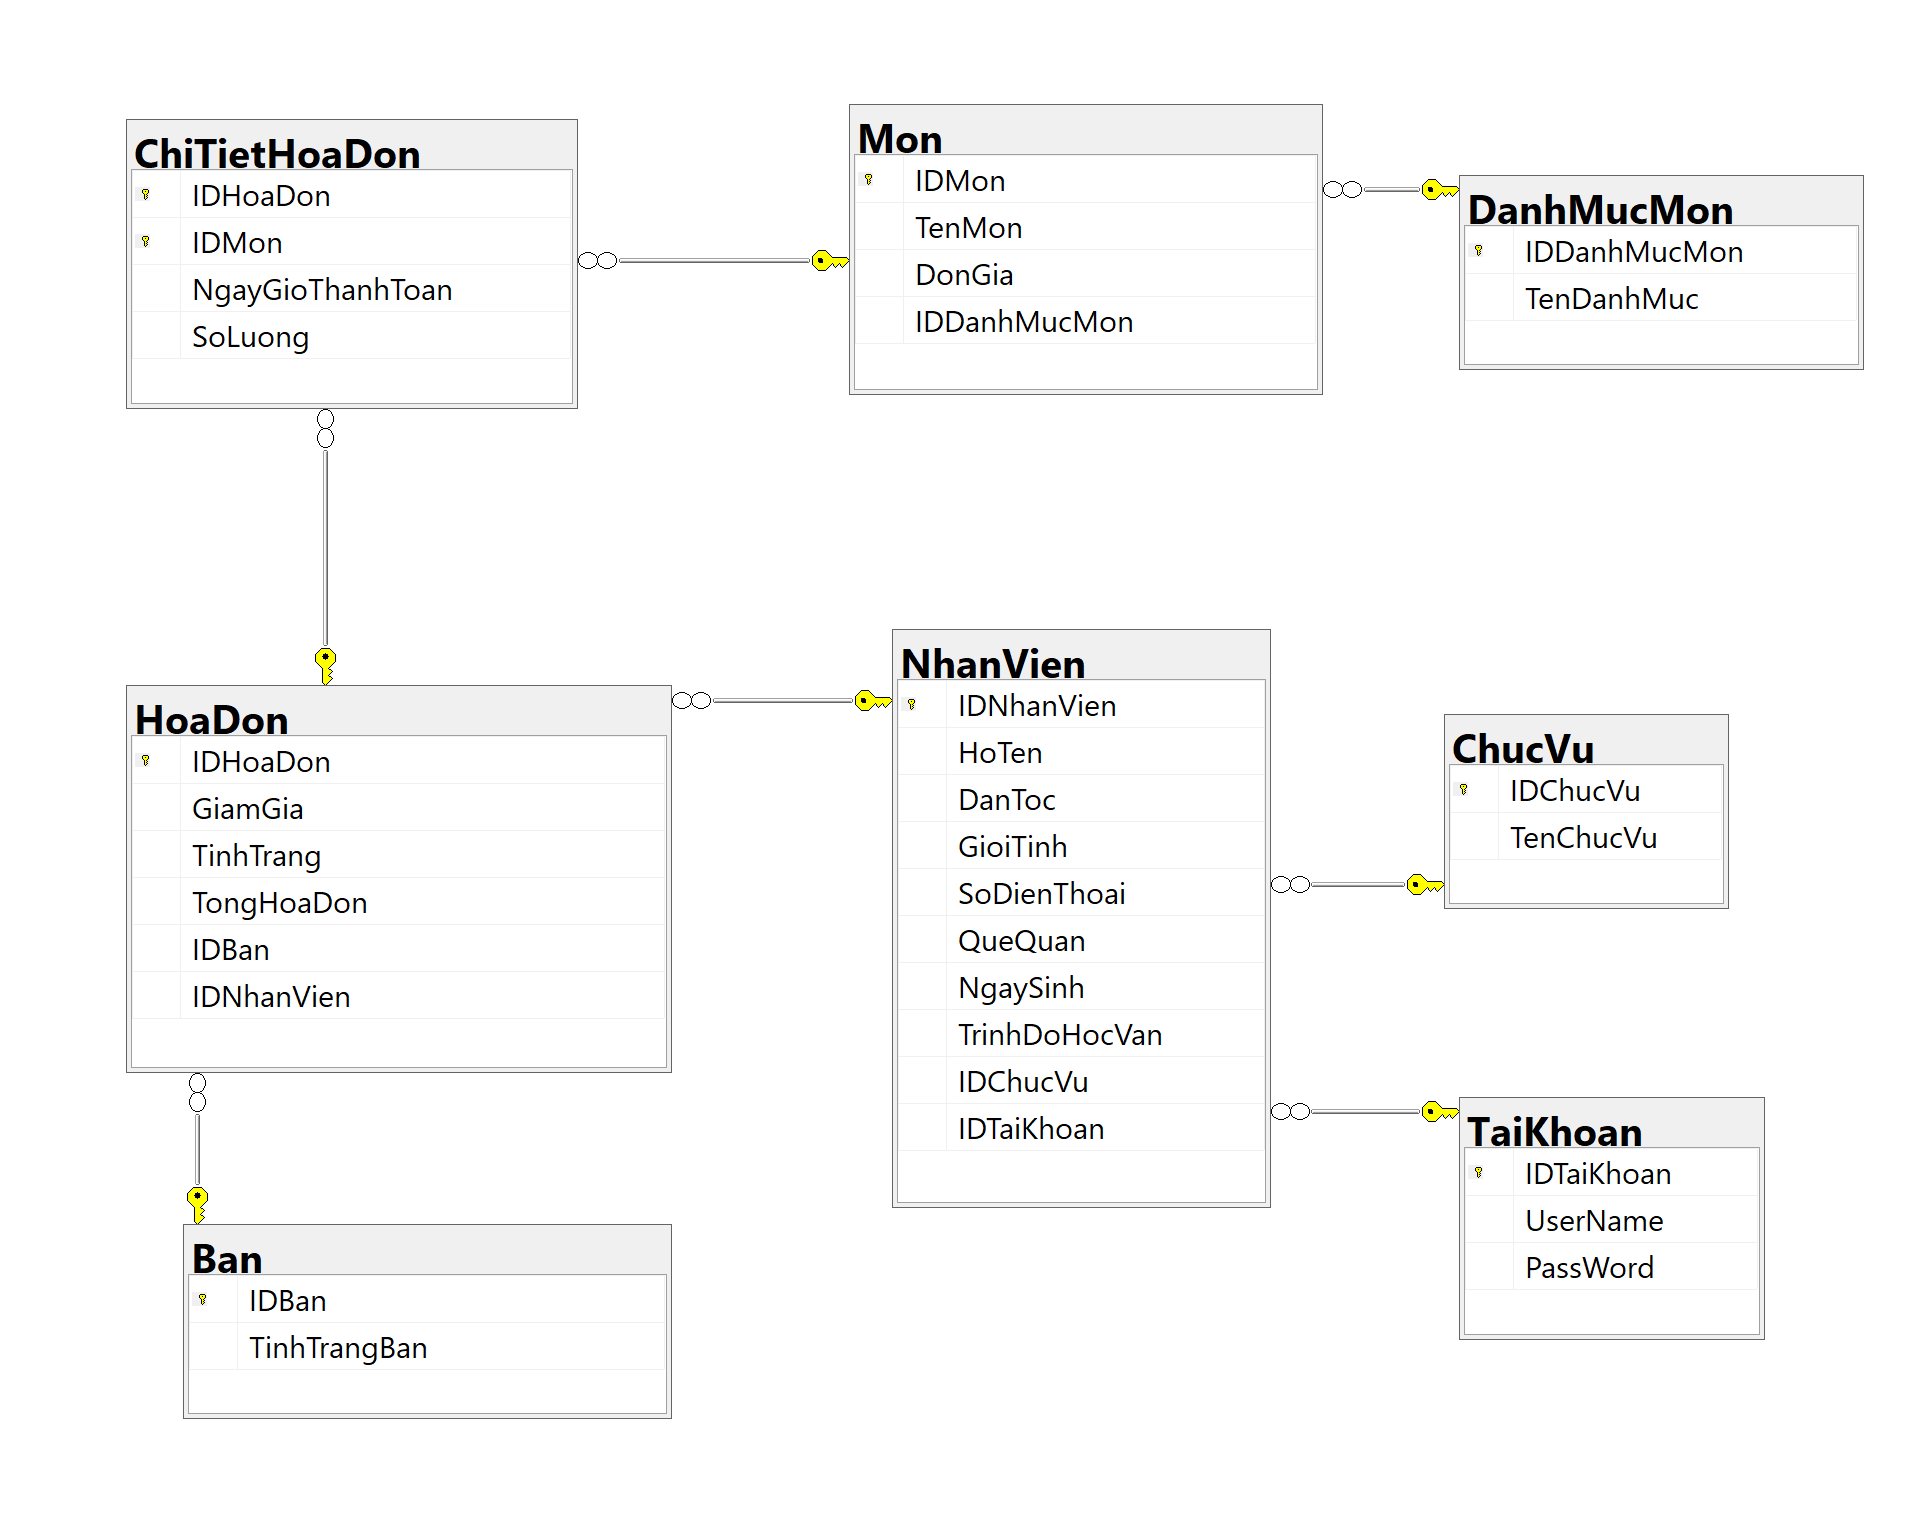 ChiTietHoaDon
IDHoaDon
IDMon
NgayGioThanhToan
SoLuong
Mon
IDMon
TenMon
DonGia
IDDanhMucMon
DanhMucMon
IDDanhMucMon
TenDanhMuc
HoaDon
IDHoaDon
GiamGia
TinhTrang
TongHoaDon
IDBan
IDNhanVien
NhanVien
IDNhanVien
HoTen
DanToc
GioiTinh
SoDienThoai
QueQuan
NgaySinh
TrinhDoHocVan
IDChucVu
IDTaiKhoan
ChucVu
IDChucVu
TenChucVu
TaiKhoan
IDTaiKhoan
UserName
PassWord
Ban
IDBan
TinhTrangBan